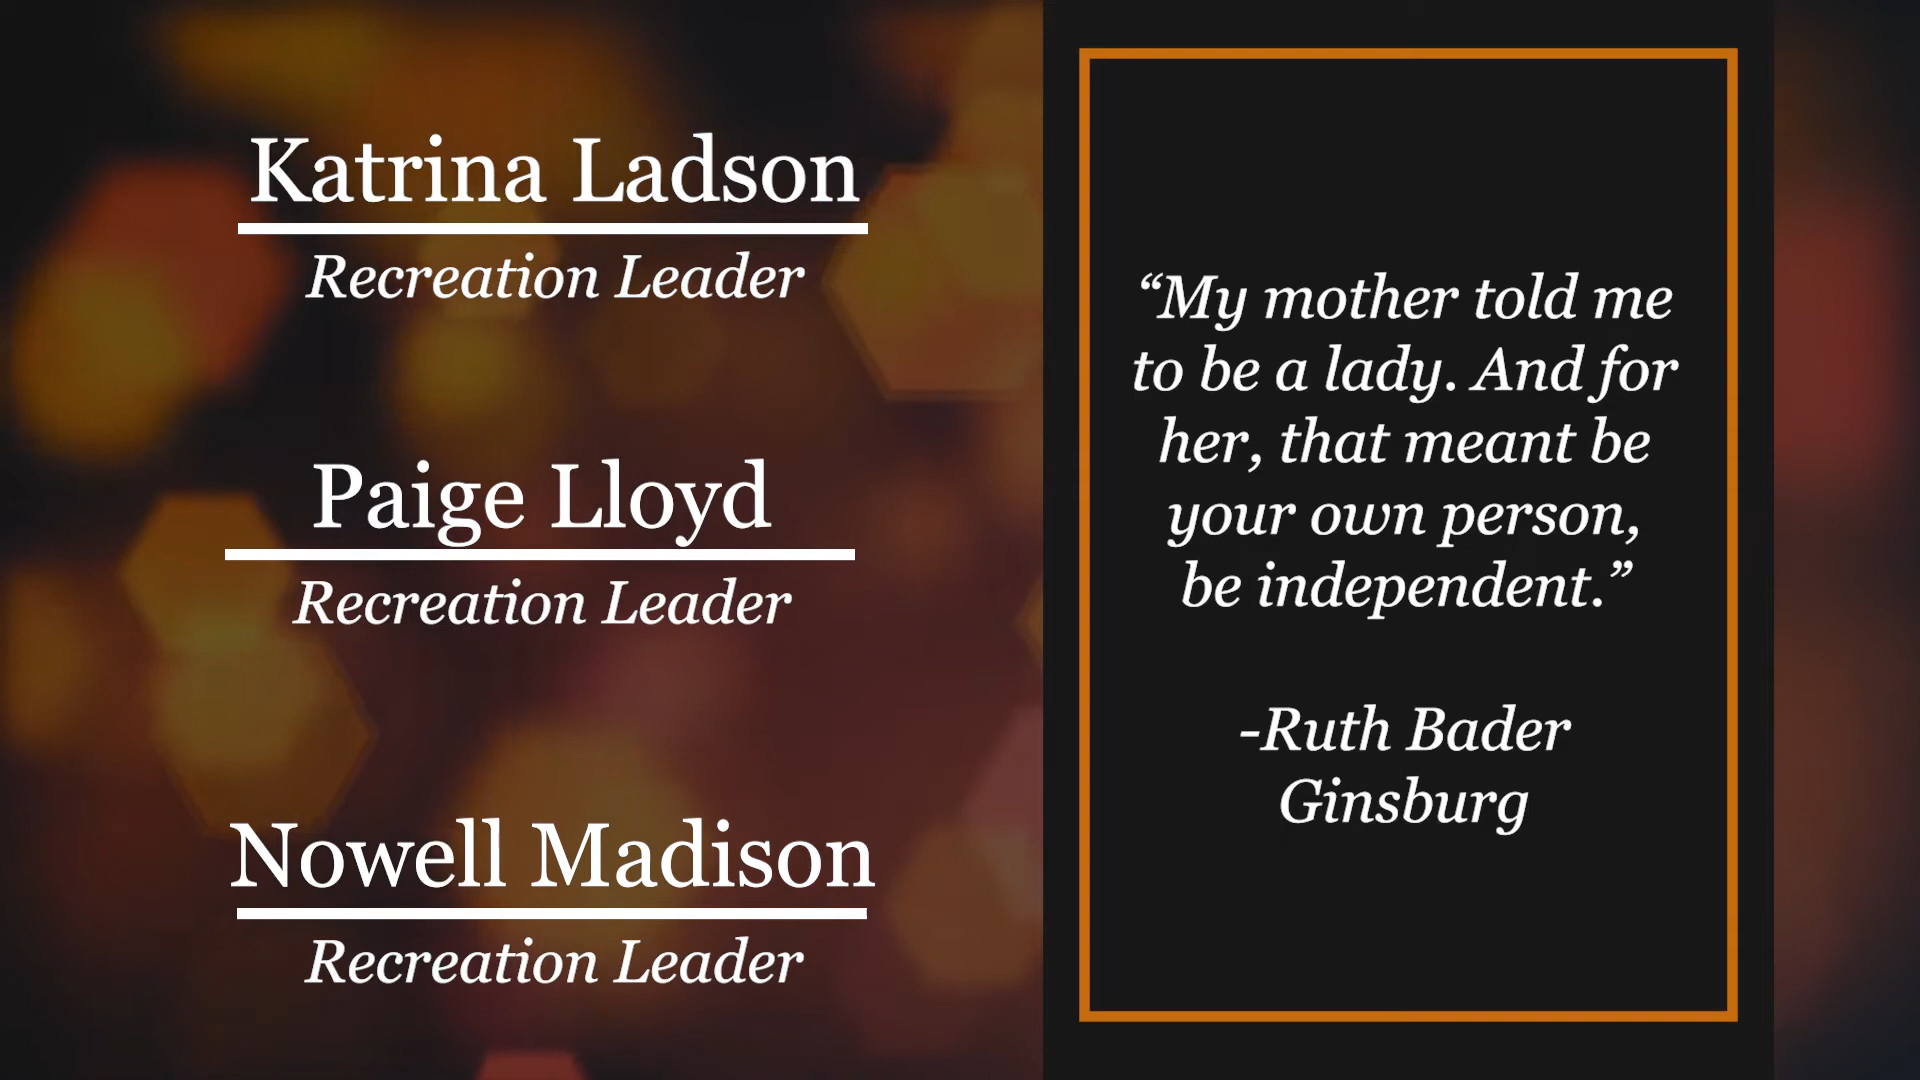 Katrina Ladson
Recreation Leader
Paige Lloyd
Recreation Leader
Nowell Madison
Recreation Leader
“My mother told me
to be a lady. And for
her, that meant be
your own person,
be independent.”
-Ruth Bader
Ginsburg